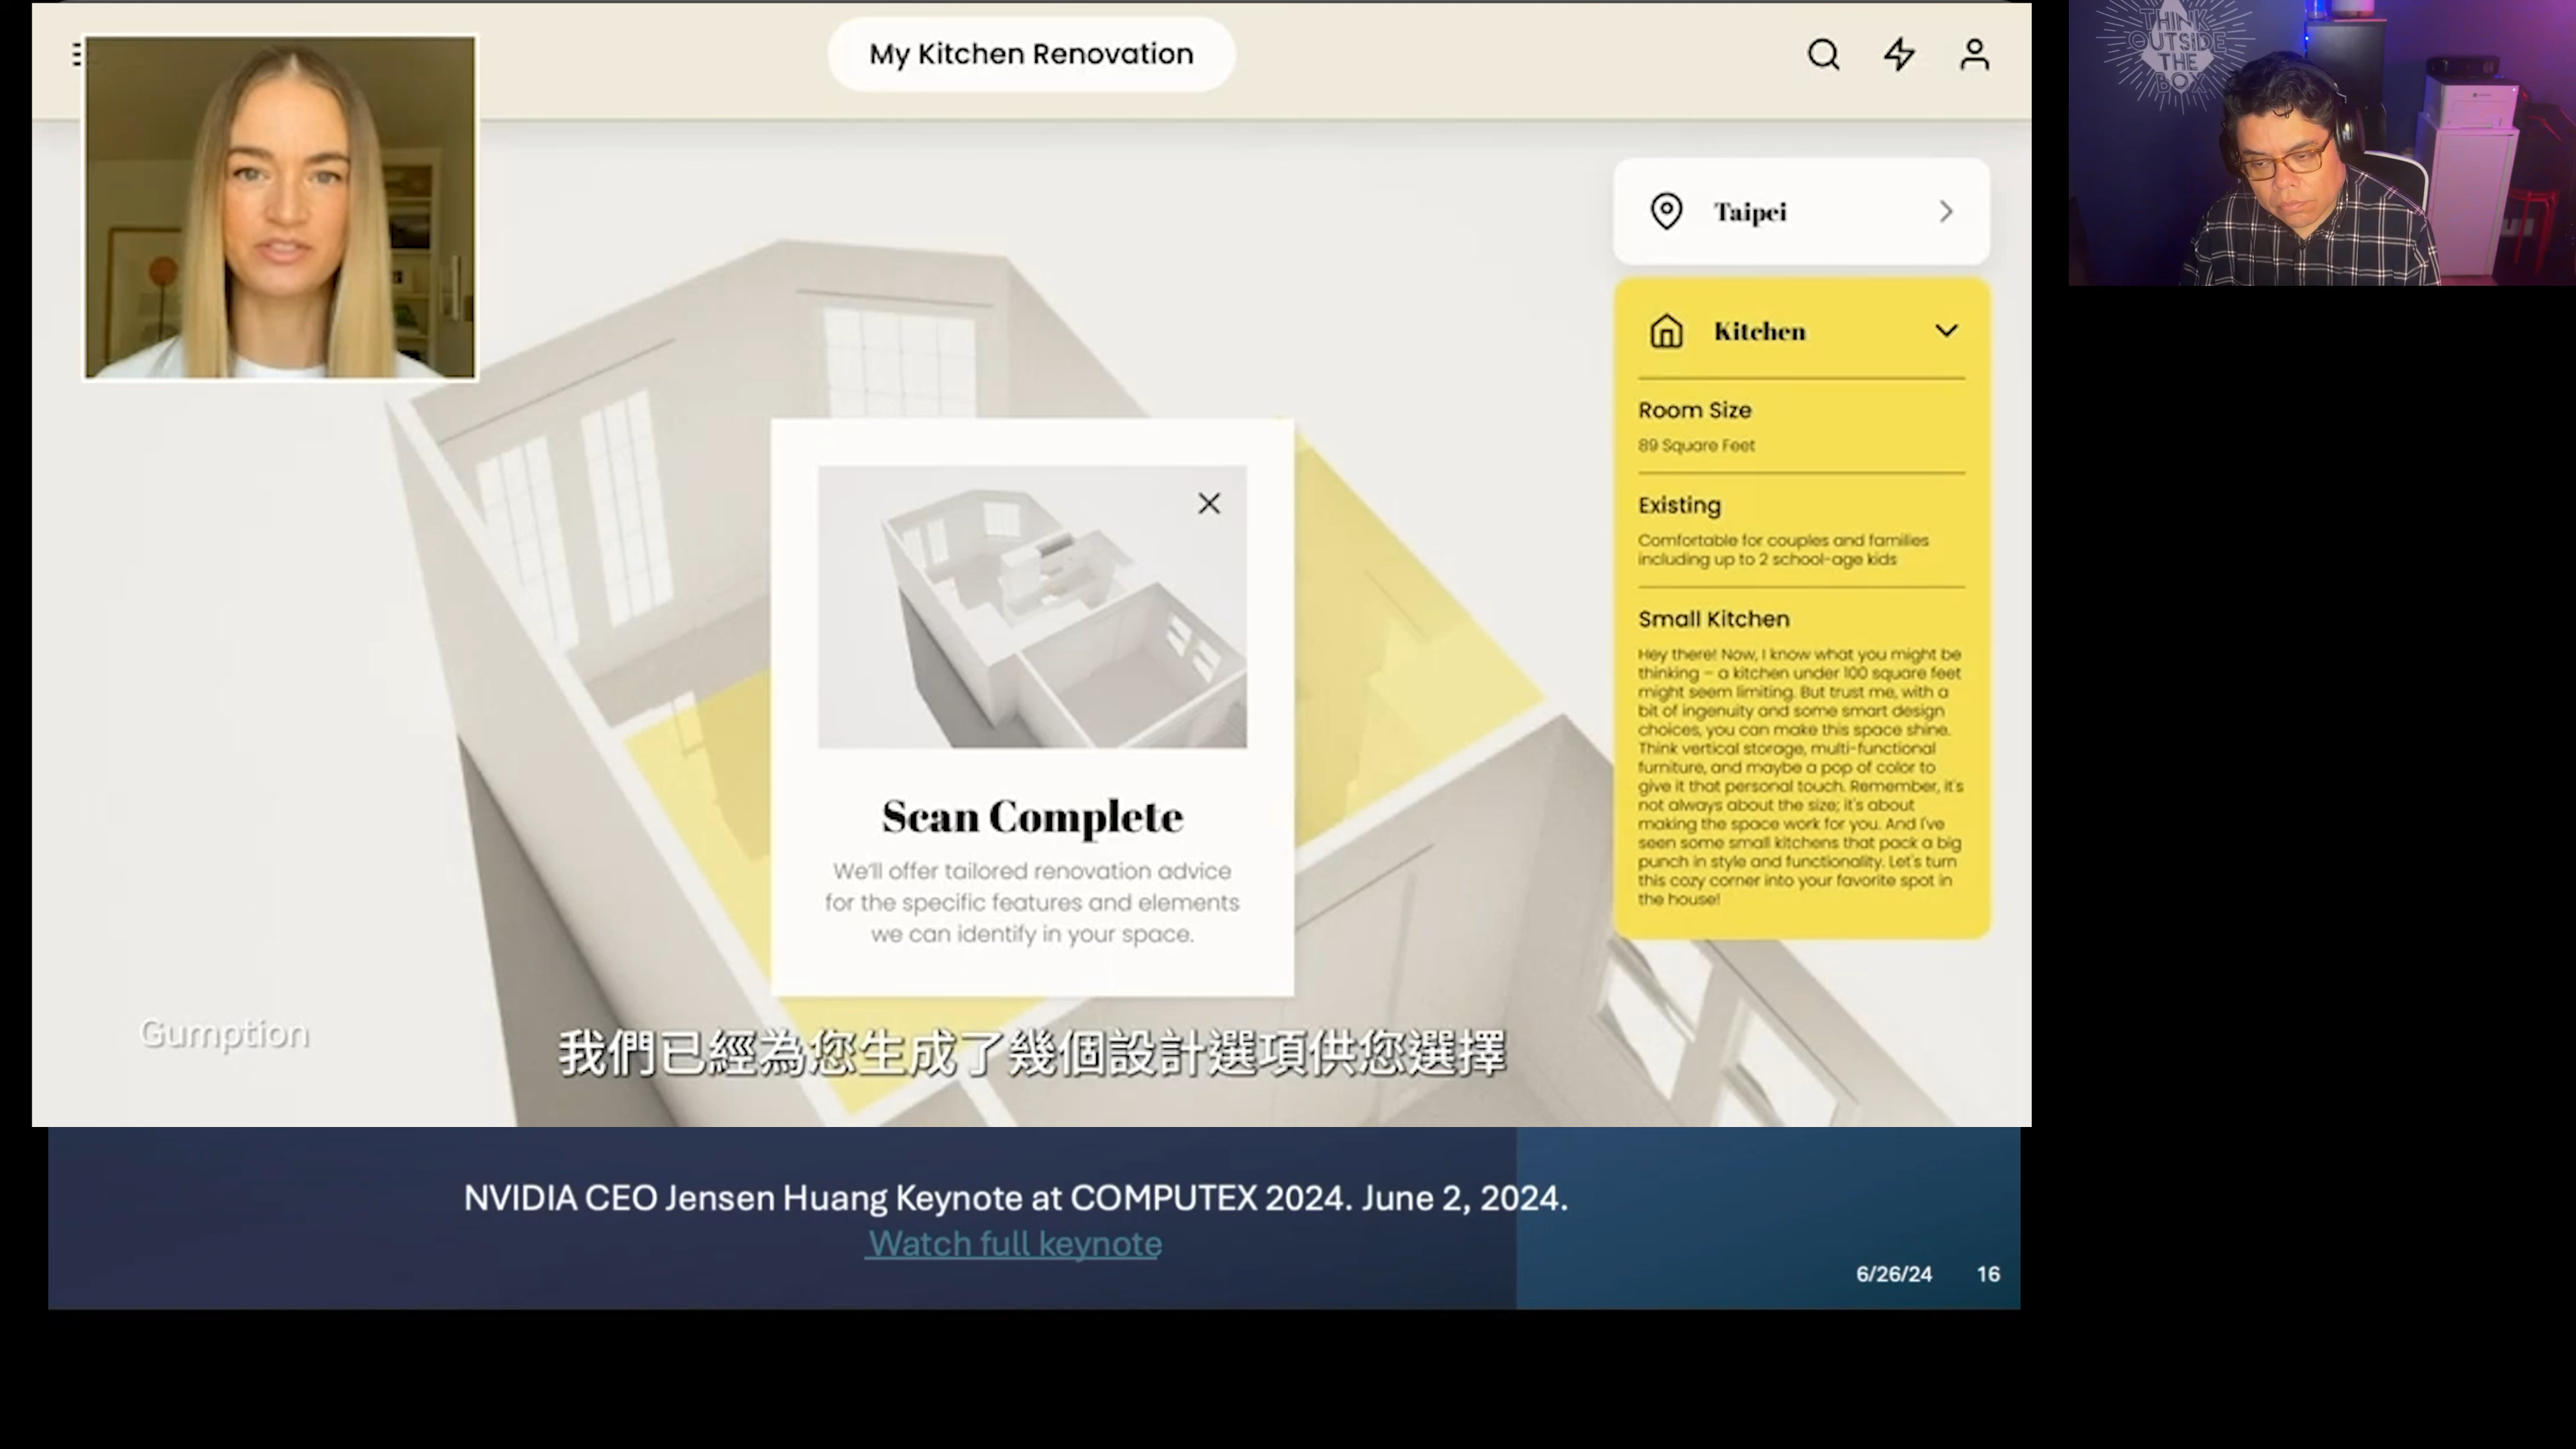 My Kitchen Renovation
THINK
OUTSIDE
THE
BOX
Taipei
Kitchen
Room Size
89 Square Feet
Existing
Comfortable for couples and families
including up to 2 school-age kids
Small Kitchen
Hey there! Now, I know what you might be
thinking – a kitchen under 100 square feet
might seem limiting. But trust me, with a
bit of ingenuity and some smart design
choices, you can make this space shine.
Think vertical storage, multi-functional
furniture, and maybe a pop of color to
give it that personal touch. Remember, it's
not always about the size; it's about
making the space work for you. And I've
seen some small kitchens that pack a big
punch in style and functionality. Let's turn
this cozy corner into your favorite spot in
the house!
Scan Complete
We'll offer tailored renovation advice
for the specific features and elements
we can identify in your space.
Gumption
我們已經為您生成了幾個設計選項供您選擇
NVIDIA CEO Jensen Huang Keynote at COMPUTEX 2024. June 2, 2024.
Watch full keynote
6/26/24 16